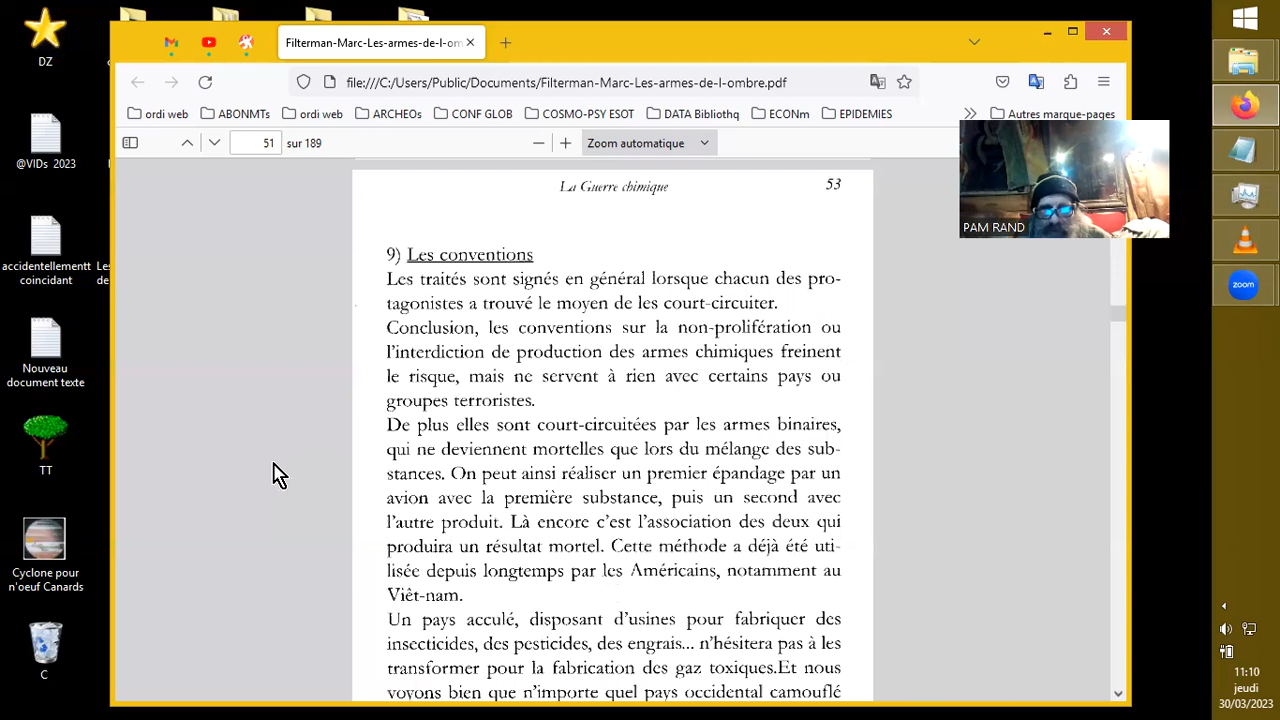 DZ
@VIDs 2023
accidentellementt
coincidant
Nouveau
document texte
TT
Cyclone pour
n'oeuf Canards
C
Filterman-Marc-Les-armes-de-l-om
file:///C:/Users/Public/Documents/Filterman-Marc-Les-armes-de-l-ombre.pdf
ordi web
ABONMTs
ordi web
ARCHEOs
CONF GLOB
COSMO-PSY ESOT
DATA Bibliothq
ECONm
EPIDEMIES
Autres marque-pages
51 sur 189
Zoom automatique
PAM RAND
La Guerre chimique
53
9) Les conventions
Les traités sont signés en général lorsque chacun des pro-
tagonistes a trouvé le moyen de les court-circuiter.
Conclusion, les conventions sur la non-prolifération ou
l'interdiction de production des armes chimiques freinent
le risque, mais ne servent à rien avec certains pays ou
groupes terroristes.
De plus elles sont court-circuitées par les armes binaires,
qui ne deviennent mortelles que lors du mélange des sub-
stances. On peut ainsi réaliser un premier épandage par un
avion avec la première substance, puis un second avec
l'autre produit. Là encore c'est l'association des deux qui
produira un résultat mortel. Cette méthode a déjà été uti-
lisée depuis longtemps par les Américains, notamment au
Viêt-nam.
Un pays acculé, disposant d'usines pour fabriquer des
insecticides, des pesticides, des engrais... n'hésitera pas à les
transformer pour la fabrication des gaz toxiques.Et nous
voyons bien que n'importe quel pays occidental camouflé
zoom
11:10
jeudi
30/03/2023